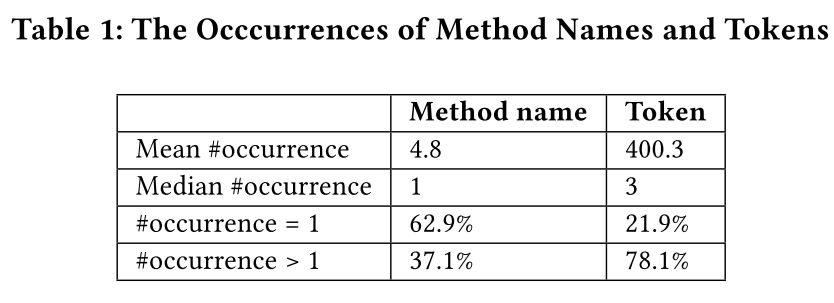 Table 1: The Occcurrences of Method Names and Tokens
Method name Token
Mean #occurrence 4.8 400.3
Median #occurrence 1 3
#occurrence = 1 62.9% 21.9%
#occurrence > 1 37.1% 78.1%